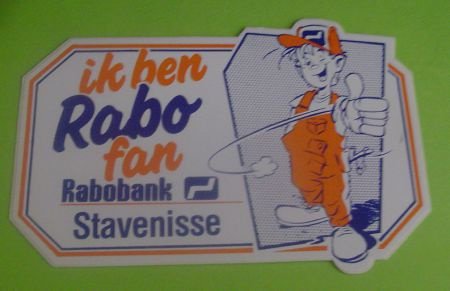 ik ben
Rabo
fan
Rabobank
Stavenisse